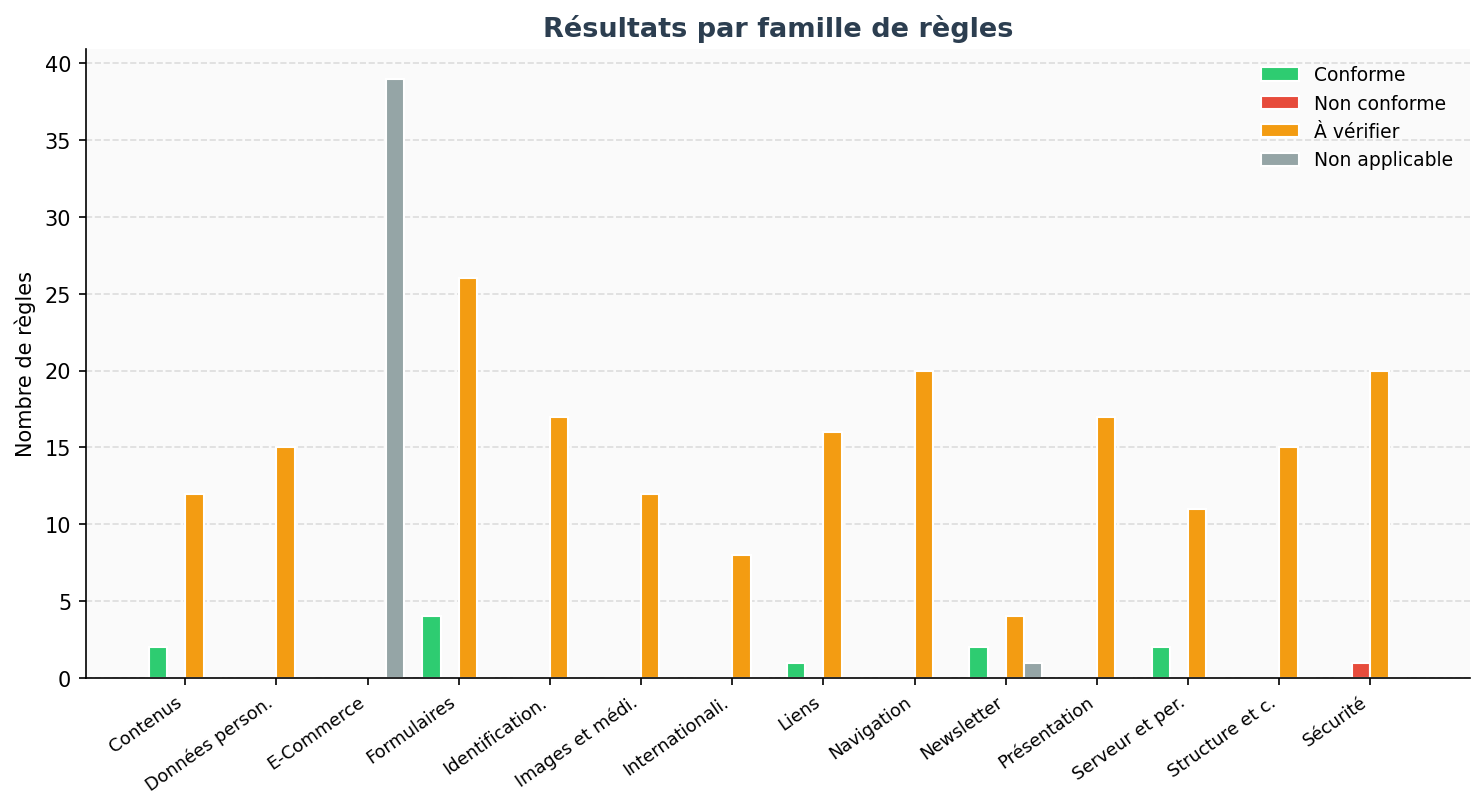 Résultats par famille de règles
Conforme
Non conforme
À vérifier
Non applicable
Nombre de règles
40
35
30
25
20
15
10
5
0
Contenus
Données person.
E-Commerce
Formulaires
Identification.
Images et médi.
Internationali.
Liens
Navigation
Newsletter
Présentation
Serveur et per.
Structure et c.
Sécurité